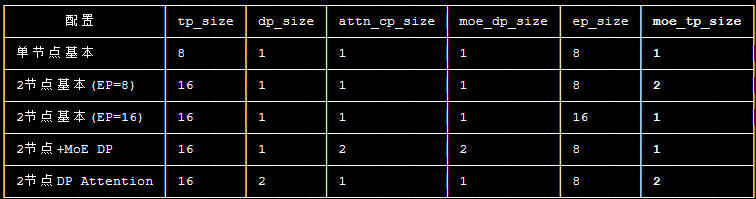 配置 tp_size dp_size attn_cp_size moe_dp_size ep_size moe_tp_size
单节点基本 8 1 1 1 8 1
2节点基本(EP=8) 16 1 1 1 8 2
2节点基本(EP=16) 16 1 1 1 16 1
2节点+MoE DP 16 1 2 2 8 1
2节点DP Attention 16 2 1 1 8 2